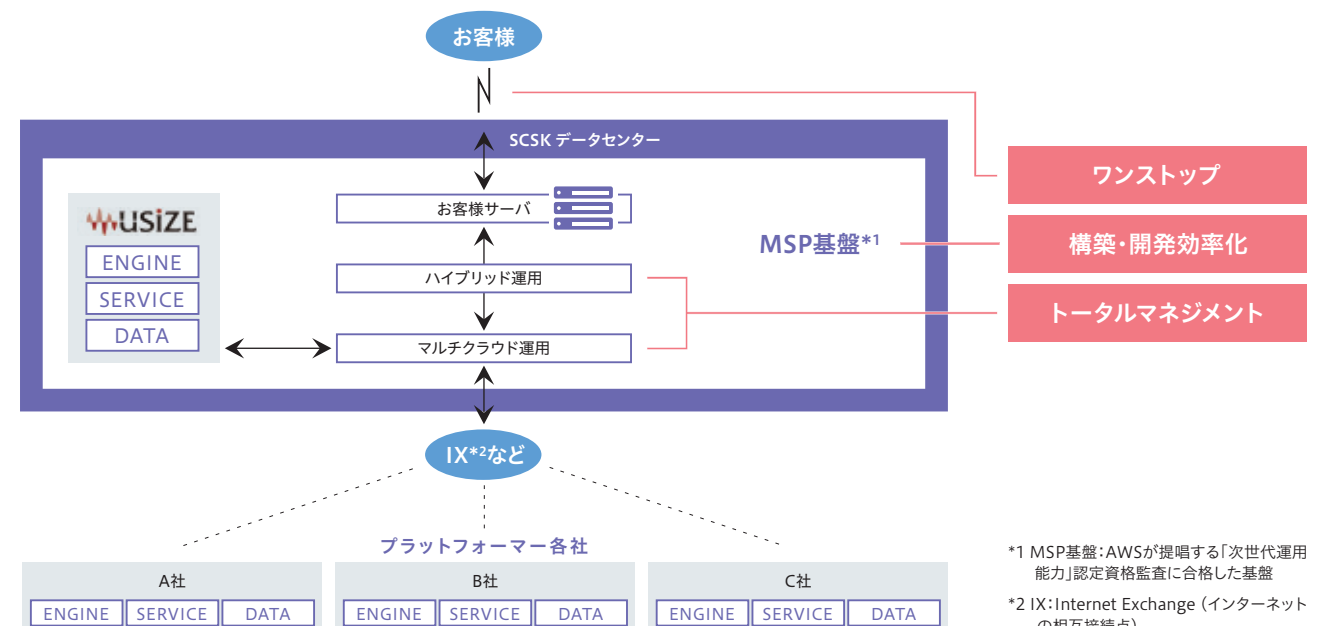 お客様
SCSK データセンター
USiZE
ENGINE
SERVICE
DATA
お客様サーバ
ハイブリッド運用
マルチクラウド運用
MSP基盤*1
ワンストップ
構築・開発効率化
トータルマネジメント
IX*2など
プラットフォーマー各社
A社
ENGINE SERVICE DATA
B社
ENGINE SERVICE DATA
C社
ENGINE SERVICE DATA
*1 MSP基盤：AWSが提唱する「次世代運用
能力」認定資格監査に合格した基盤
*2 IX：Internet Exchange（インターネット
の相互接続点）